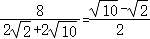 8/(2√2+2√10) = (√10−√2)/2